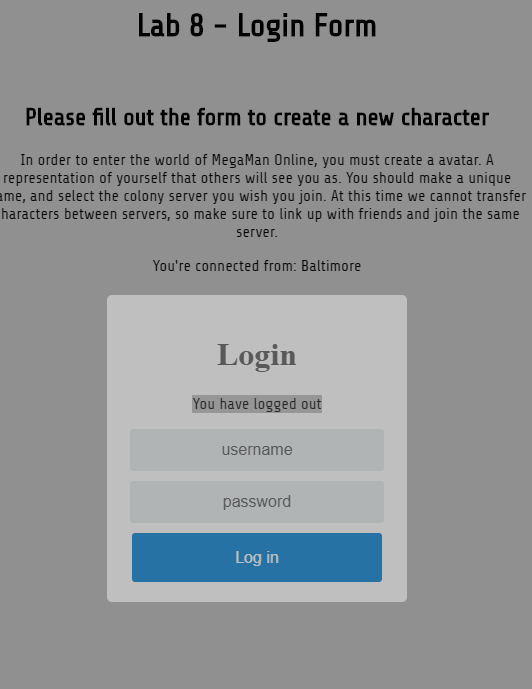 Lab 8 - Login Form
Please fill out the form to create a new character
In order to enter the world of MegaMan Online, you must create a avatar. A
representation of yourself that others will see you as. You should make a unique
ame, and select the colony server you wish you join. At this time we cannot transfer
haracters between servers, so make sure to link up with friends and join the same
server.
You're connected from: Baltimore
Login
You have logged out
username
password
Log in